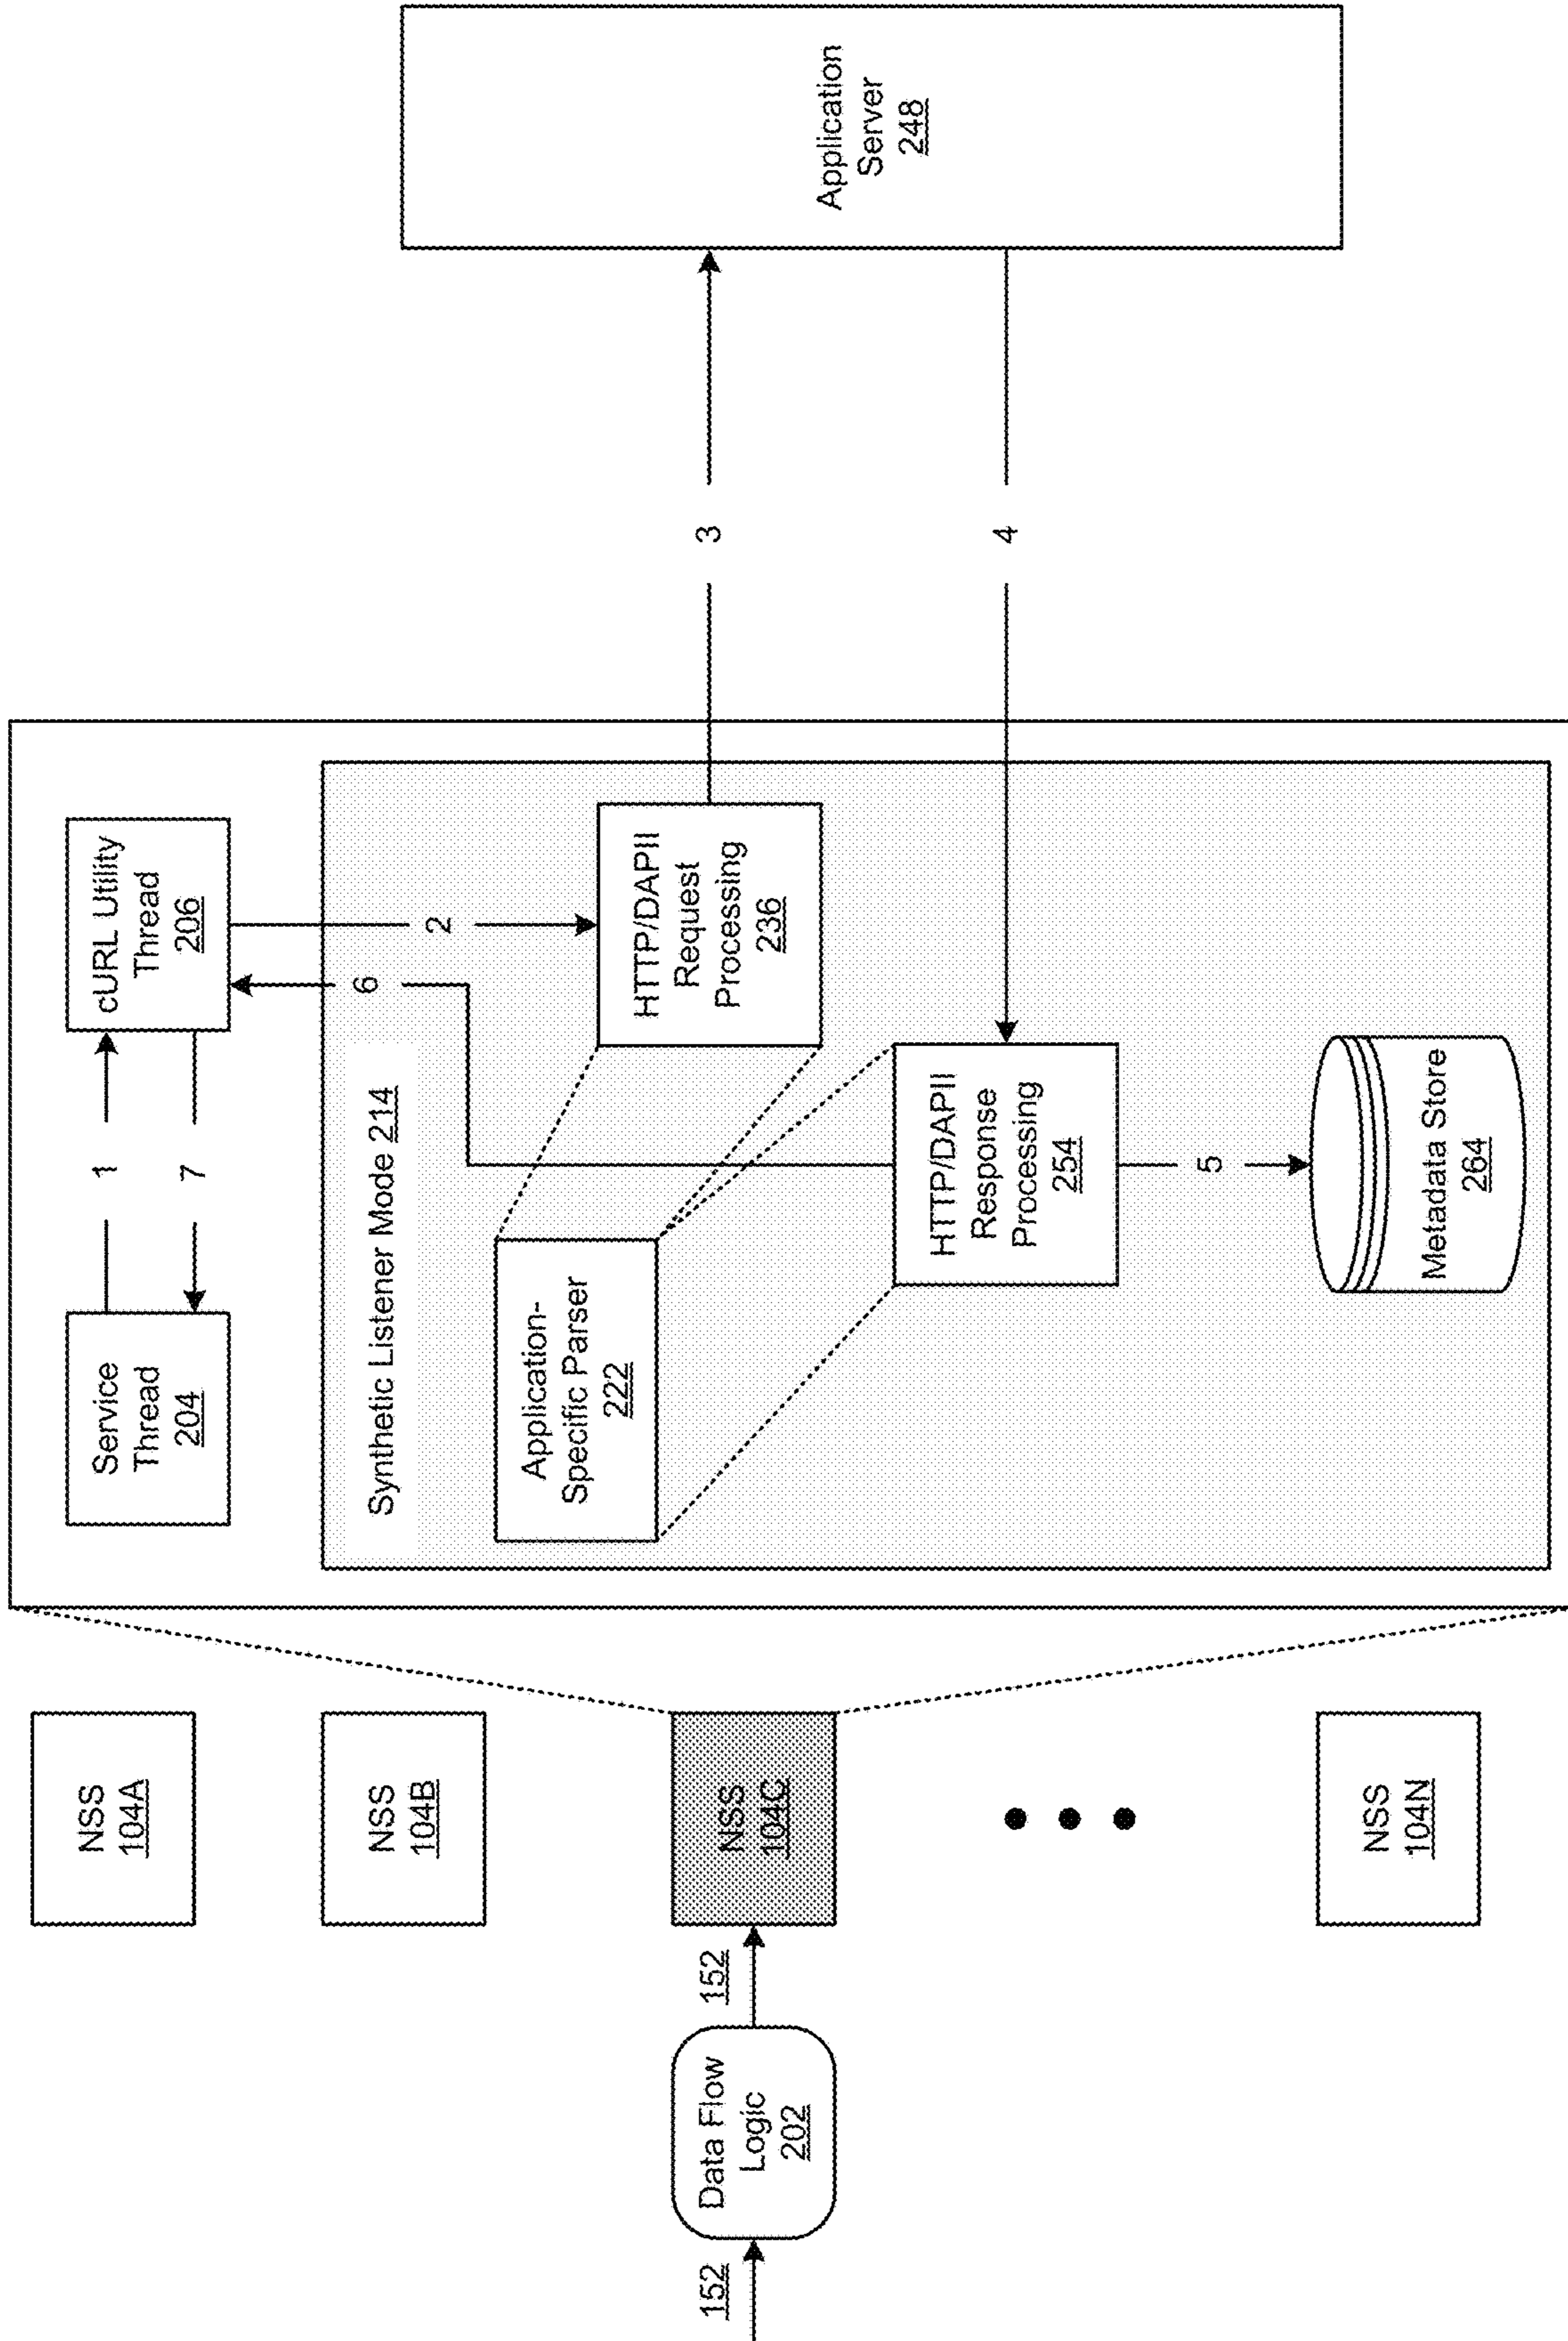 152
Data Flow
Logic
202
152
NSS
104A
NSS
104B
NSS
104C
NSS
104N
Service
Thread
204
1
7
cURL Utility
Thread
206
Synthetic Listener Mode 214
6
2
Application-
Specific Parser
222
HTTP/DAPII
Request
Processing
236
HTTP/DAPII
Response
Processing
254
5
Metadata Store
264
3
4
Application
Server
248